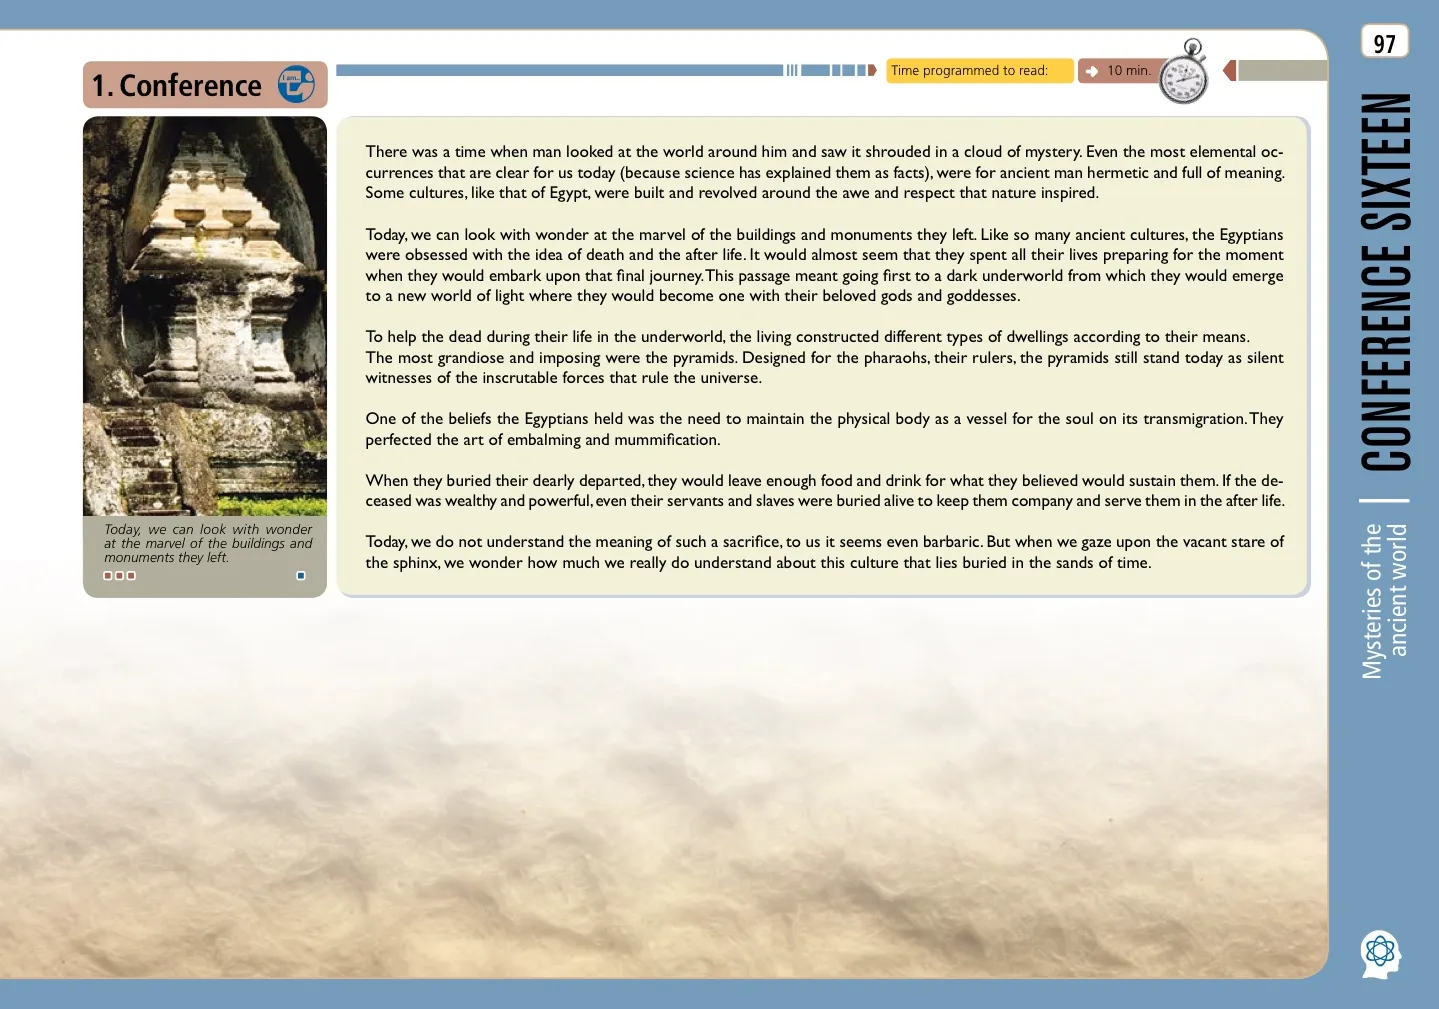 97
1. Conference
I am...
Time programmed to read:
10 min.
There was a time when man looked at the world around him and saw it shrouded in a cloud of mystery. Even the most elemental oc-
currences that are clear for us today (because science has explained them as facts), were for ancient man hermetic and full of meaning.
Some cultures, like that of Egypt, were built and revolved around the awe and respect that nature inspired.
Today, we can look with wonder at the marvel of the buildings and monuments they left. Like so many ancient cultures, the Egyptians
were obsessed with the idea of death and the after life. It would almost seem that they spent all their lives preparing for the moment
when they would embark upon that final journey. This passage meant going first to a dark underworld from which they would emerge
to a new world of light where they would become one with their beloved gods and goddesses.
To help the dead during their life in the underworld, the living constructed different types of dwellings according to their means.
The most grandiose and imposing were the pyramids. Designed for the pharaohs, their rulers, the pyramids still stand today as silent
witnesses of the inscrutable forces that rule the universe.
One of the beliefs the Egyptians held was the need to maintain the physical body as a vessel for the soul on its transmigration. They
perfected the art of embalming and mummification.
When they buried their dearly departed, they would leave enough food and drink for what they believed would sustain them. If the de-
ceased was wealthy and powerful, even their servants and slaves were buried alive to keep them company and serve them in the after life.
Today, we do not understand the meaning of such a sacrifice, to us it seems even barbaric. But when we gaze upon the vacant stare of
the sphinx, we wonder how much we really do understand about this culture that lies buried in the sands of time.
Today, we can look with wonder
at the marvel of the buildings and
monuments they left.
CONFERENCE SIXTEEN
Mysteries of the
ancient world